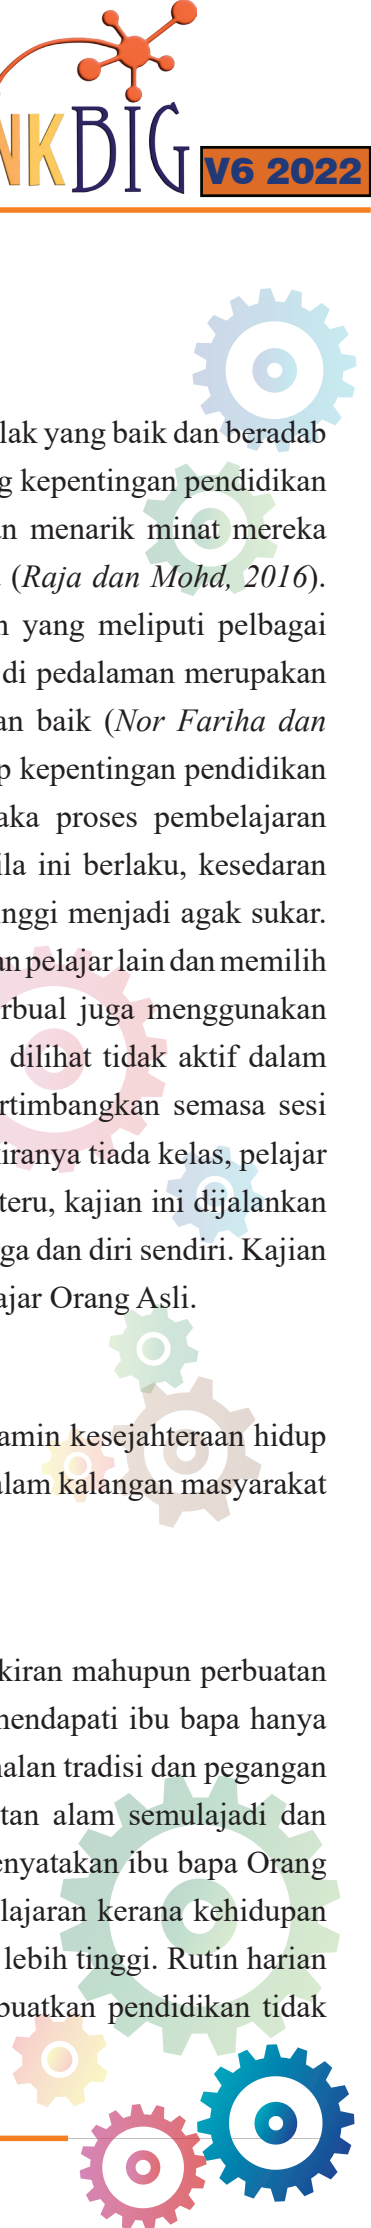 NKBIG
V6 2022
lak yang baik dan beradab
g kepentingan pendidikan
n menarik minat mereka
(Raja dan Mohd, 2016).
n yang meliputi pelbagai
di pedalaman merupakan
an baik (Nor Fariha dan
p kepentingan pendidikan
aka proses pembelajaran
ila ini berlaku, kesedaran
inggi menjadi agak sukar.
an pelajar lain dan memilih
erbual juga menggunakan
dilihat tidak aktif dalam
ertimbangkan semasa sesi
iranya tiada kelas, pelajar
teru, kajian ini dijalankan
ga dan diri sendiri. Kajian
ajar Orang Asli.
amin kesejahteraan hidup
alam kalangan masyarakat
kiran mahupun perbuatan
nendapati ibu bapa hanya
nalan tradisi dan pegangan
tan alam semulajadi dan
enyatakan ibu bapa Orang
lajaran kerana kehidupan
lebih tinggi. Rutin harian
buatkan pendidikan tidak